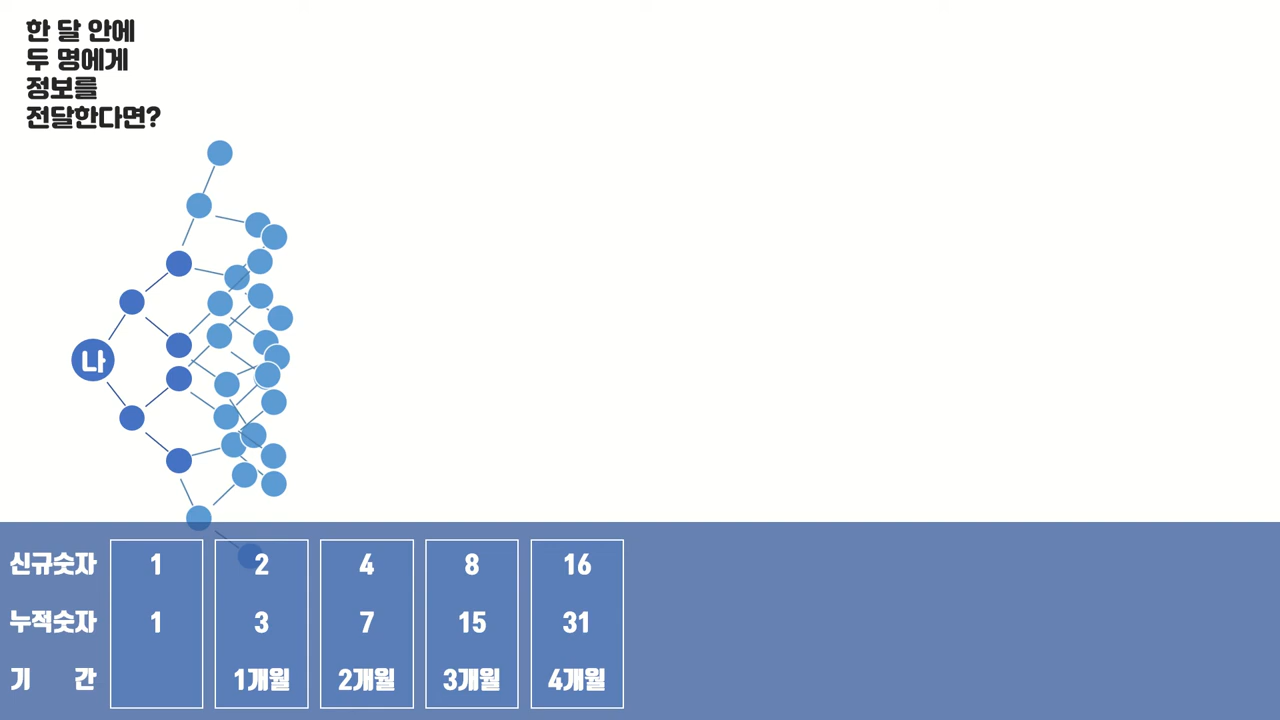 한 달 안에
두 명에게
정보를
전달한다면?
나
신규숫자 1 2 4 8 16
누적숫자 1 3 7 15 31
기 간 1개월 2개월 3개월 4개월